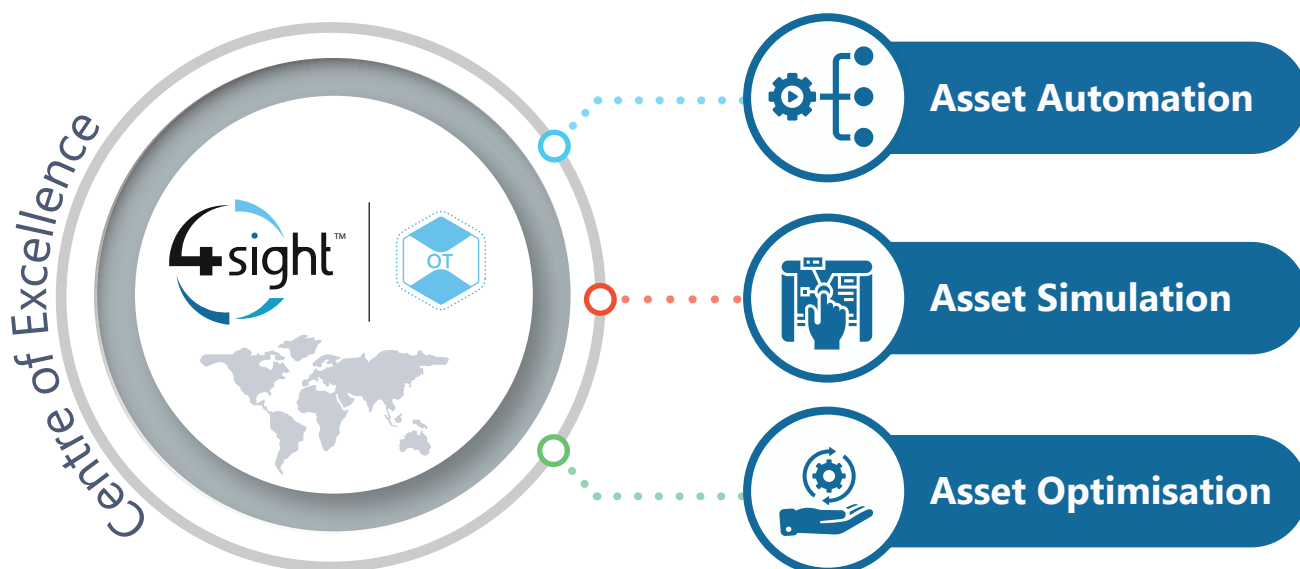 Centre of Excellence
4sight™
OT
Asset Automation
Asset Simulation
Asset Optimisation